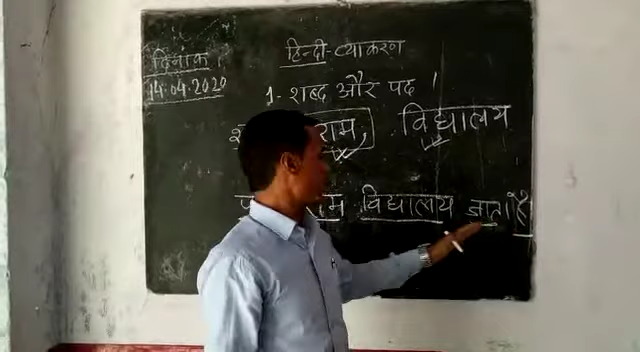 दिनांक
14.04.2020
हिन्दी-व्याकरण
1- शब्द और पद ।
राम, विद्यालय
राम विद्यालय जाता है।